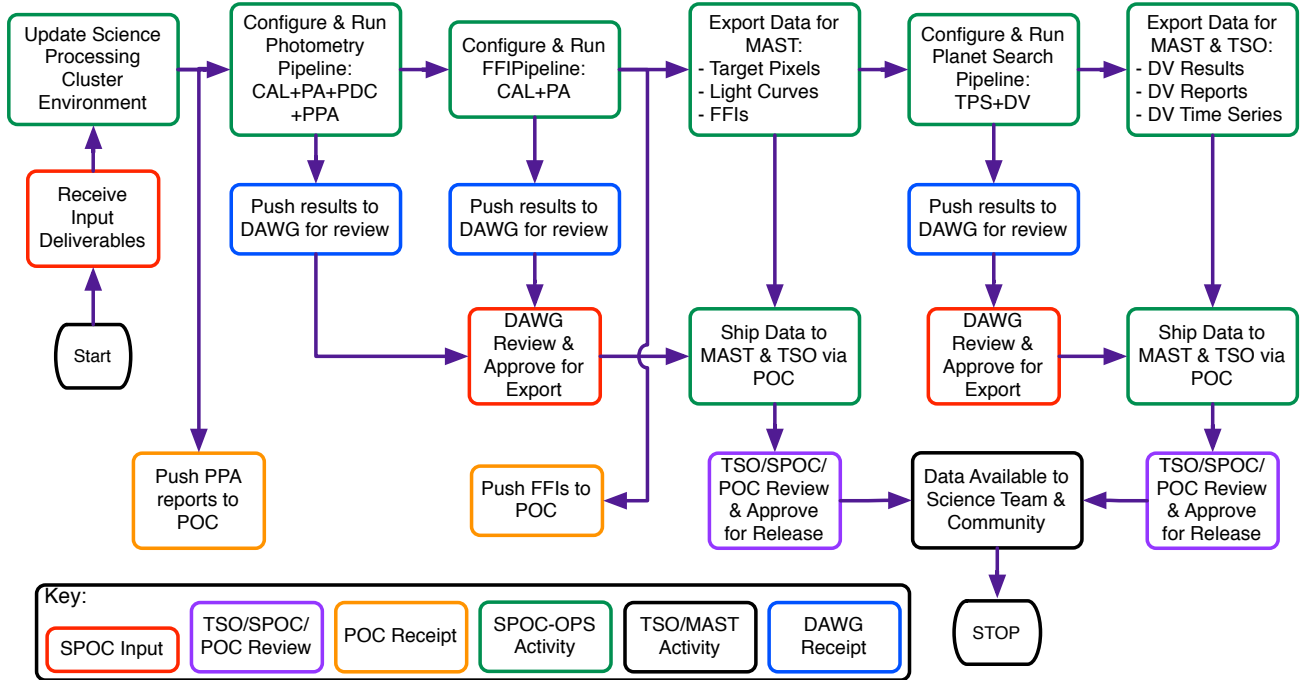 Update Science
Processing
Cluster
Environment
Configure & Run
Photometry
Pipeline:
CAL+PA+PDC
+PPA
Configure & Run
FFIPipeline:
CAL+PA
Export Data for
MAST:
- Target Pixels
- Light Curves
- FFIs
Configure & Run
Planet Search
Pipeline:
TPS+DV
Export Data for
MAST & TSO:
- DV Results
- DV Reports
- DV Time Series
Receive
Input
Deliverables
Push results to
DAWG for review
Push results to
DAWG for review
Push results to
DAWG for review
Start
DAWG
Review &
Approve for
Export
Ship Data to
MAST & TSO via
POC
DAWG
Review &
Approve for
Export
Ship Data to
MAST & TSO via
POC
Push PPA
reports to
POC
Push FFIs to
POC
TSO/SPOC/
POC Review
& Approve
for Release
Data Available to
Science Team &
Community
TSO/SPOC/
POC Review
& Approve
for Release
Key:
SPOC Input
TSO/SPOC/
POC Review
POC Receipt
SPOC-OPS
Activity
TSO/MAST
Activity
DAWG
Receipt
STOP